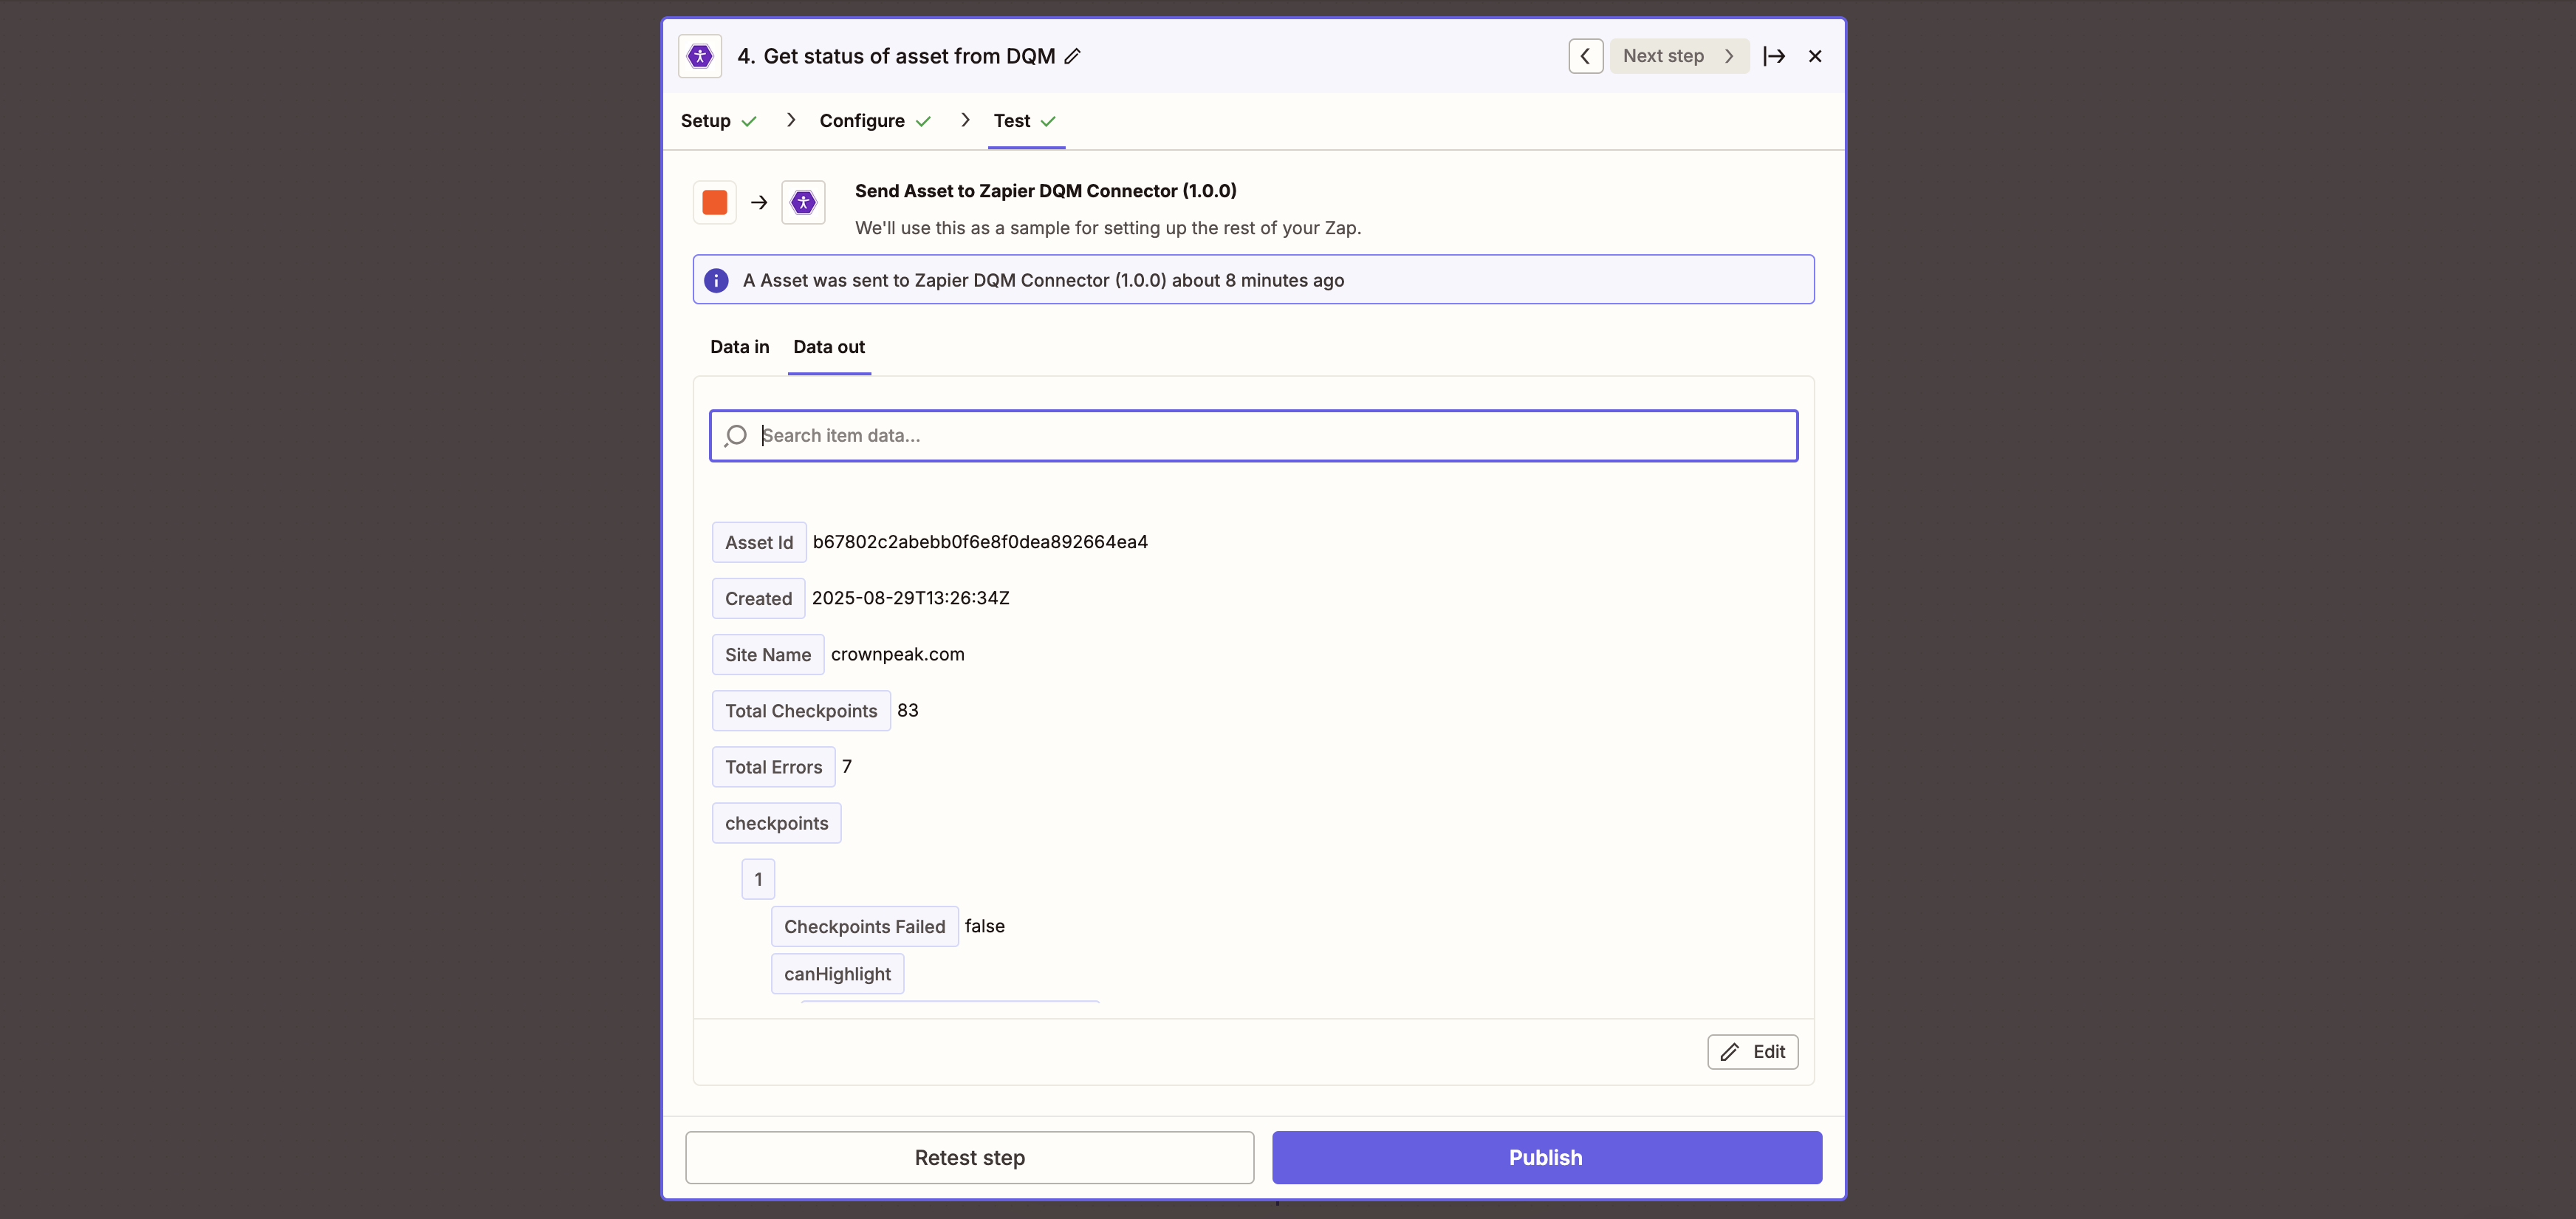 4. Get status of asset from DQM
Next step
Setup
Configure
Test
Send Asset to Zapier DQM Connector (1.0.0)
We'll use this as a sample for setting up the rest of your Zap.
A Asset was sent to Zapier DQM Connector (1.0.0) about 8 minutes ago
Data in
Data out
Search item data...
Asset Id b67802c2abebb0f6e8f0dea892664ea4
Created 2025-08-29T13:26:34Z
Site Name crownpeak.com
Total Checkpoints 83
Total Errors 7
checkpoints
1
Checkpoints Failed false
canHighlight
Edit
Retest step
Publish